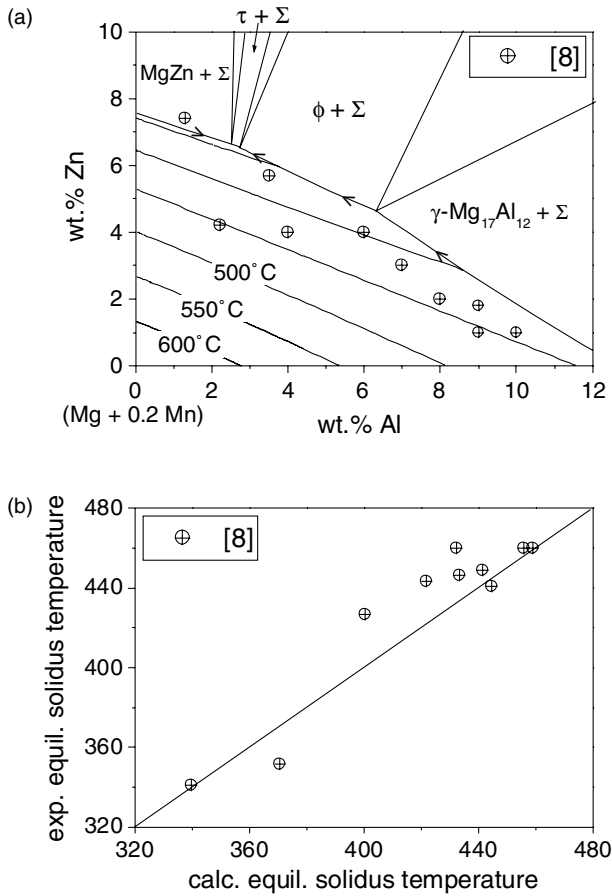 (a)
τ + Σ
10
MgZn + Σ
[8]
ϕ + Σ
8
6
γ-Mg₁₇Al₁₂ + Σ
4
500°C
2
550°C
600°C
0
wt.% Zn
0 2 4 6 8 10 12
(Mg + 0.2 Mn)
wt.% Al
(b)
480
[8]
440
400
360
320
exp. equil. solidus temperature
320 360 400 440 480
calc. equil. solidus temperature